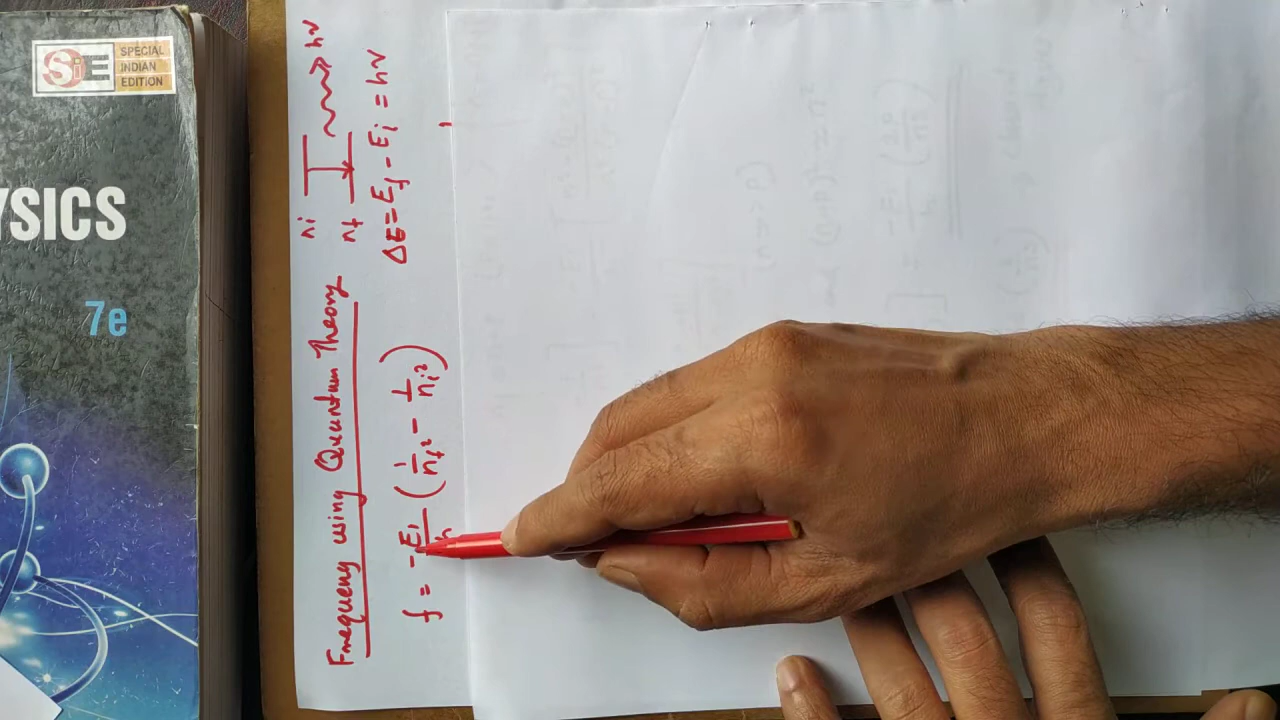 SiE SPECIAL
INDIAN
EDITION
YSICS
7e
Frequency using Quantum Theory
ni
nf
hν
ΔE = Ef - Ei = hν
f = -Ei/h (1/nf² - 1/ni²)